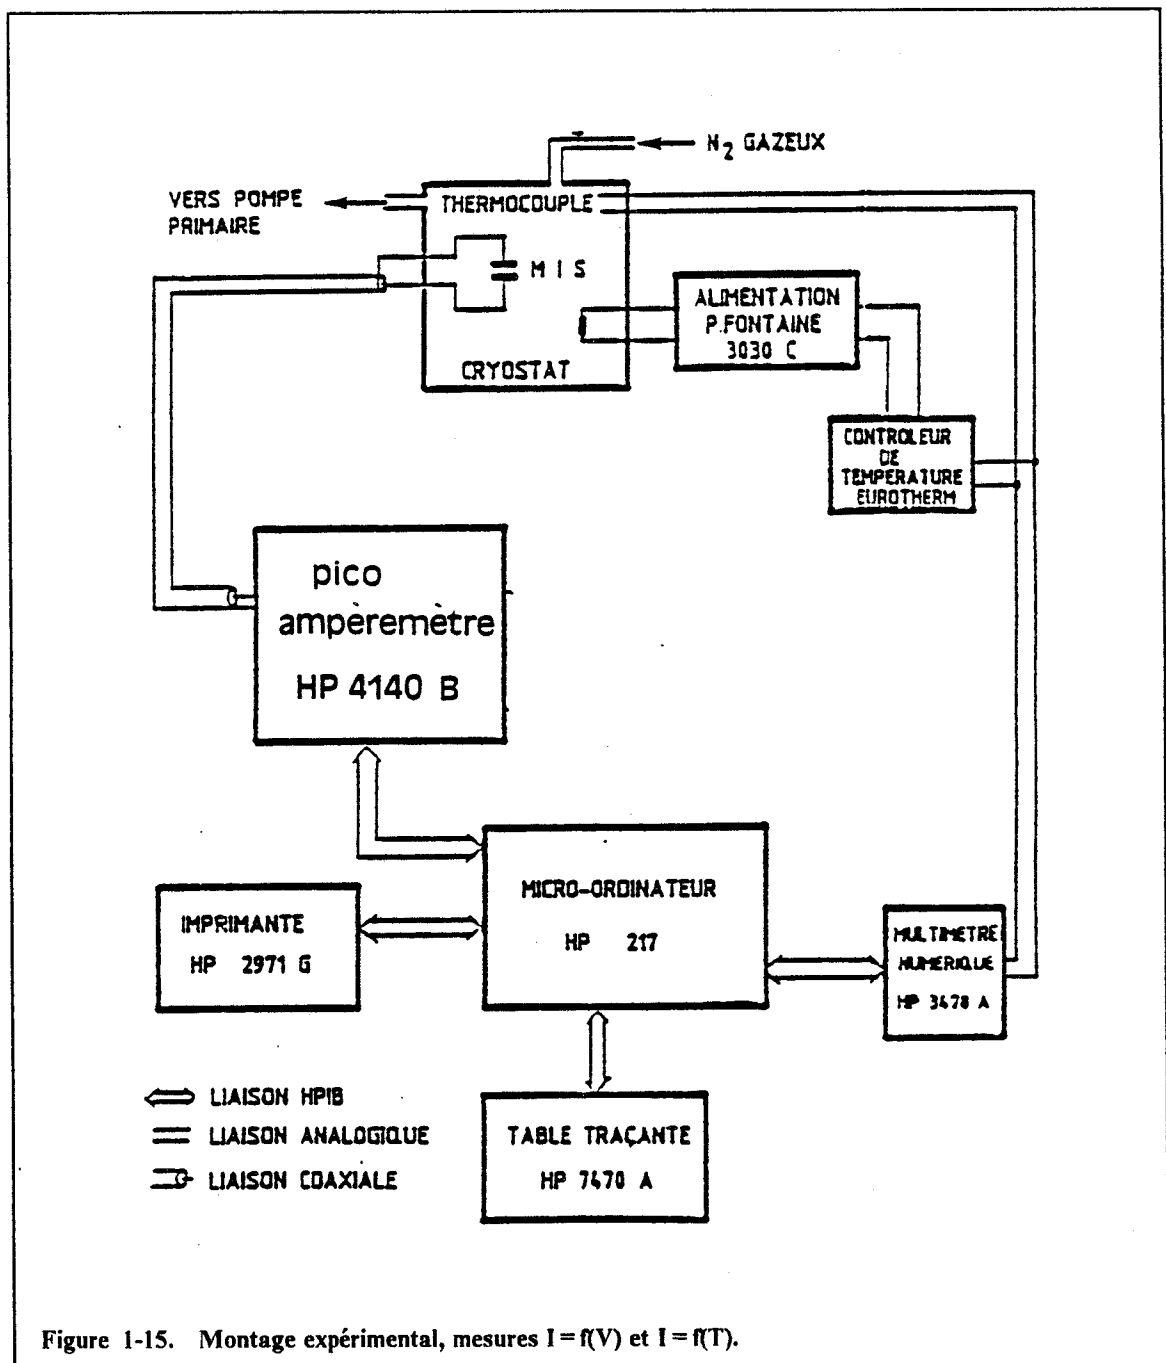 N₂ GAZEUX
VERS POMPE
PRIMAIRE
THERMOCOUPLE
M I S
CRYOSTAT
ALIMENTATION
P.FONTAINE
3030 C
CONTROLEUR
DE
TEMPERATURE
EUROTHERM
pico
ampèremètre
HP 4140 B
MICRO-ORDINATEUR
HP 217
IMPRIMANTE
HP 2971 G
MULTIMETRE
NUMERIQUE
HP 3478 A
TABLE TRAÇANTE
HP 7470 A
LIAISON HPIB
LIAISON ANALOGIQUE
LIAISON COAXIALE
Figure 1-15. Montage expérimental, mesures I = f(V) et I = f(T).